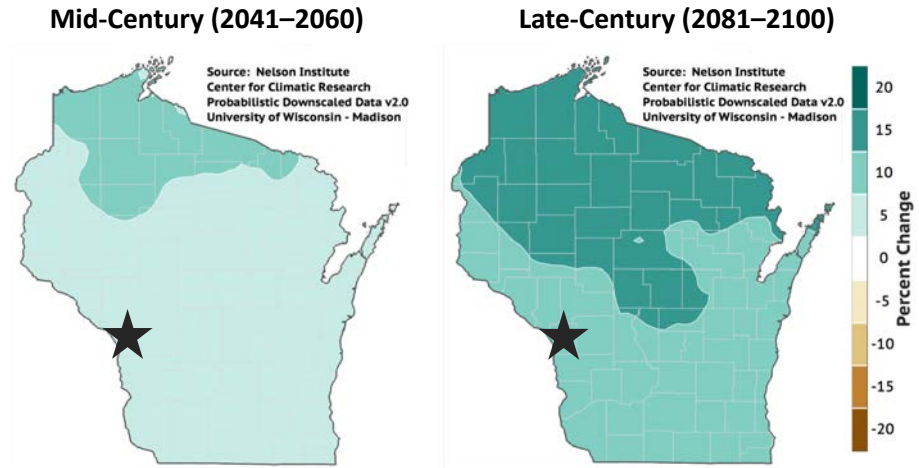 Mid-Century (2041–2060)
Late-Century (2081–2100)
Source: Nelson Institute
Center for Climatic Research
Probabilistic Downscaled Data v2.0
University of Wisconsin - Madison
Source: Nelson Institute
Center for Climatic Research
Probabilistic Downscaled Data v2.0
University of Wisconsin - Madison
20
15
10
5
0
-5
-10
-15
-20
Percent Change